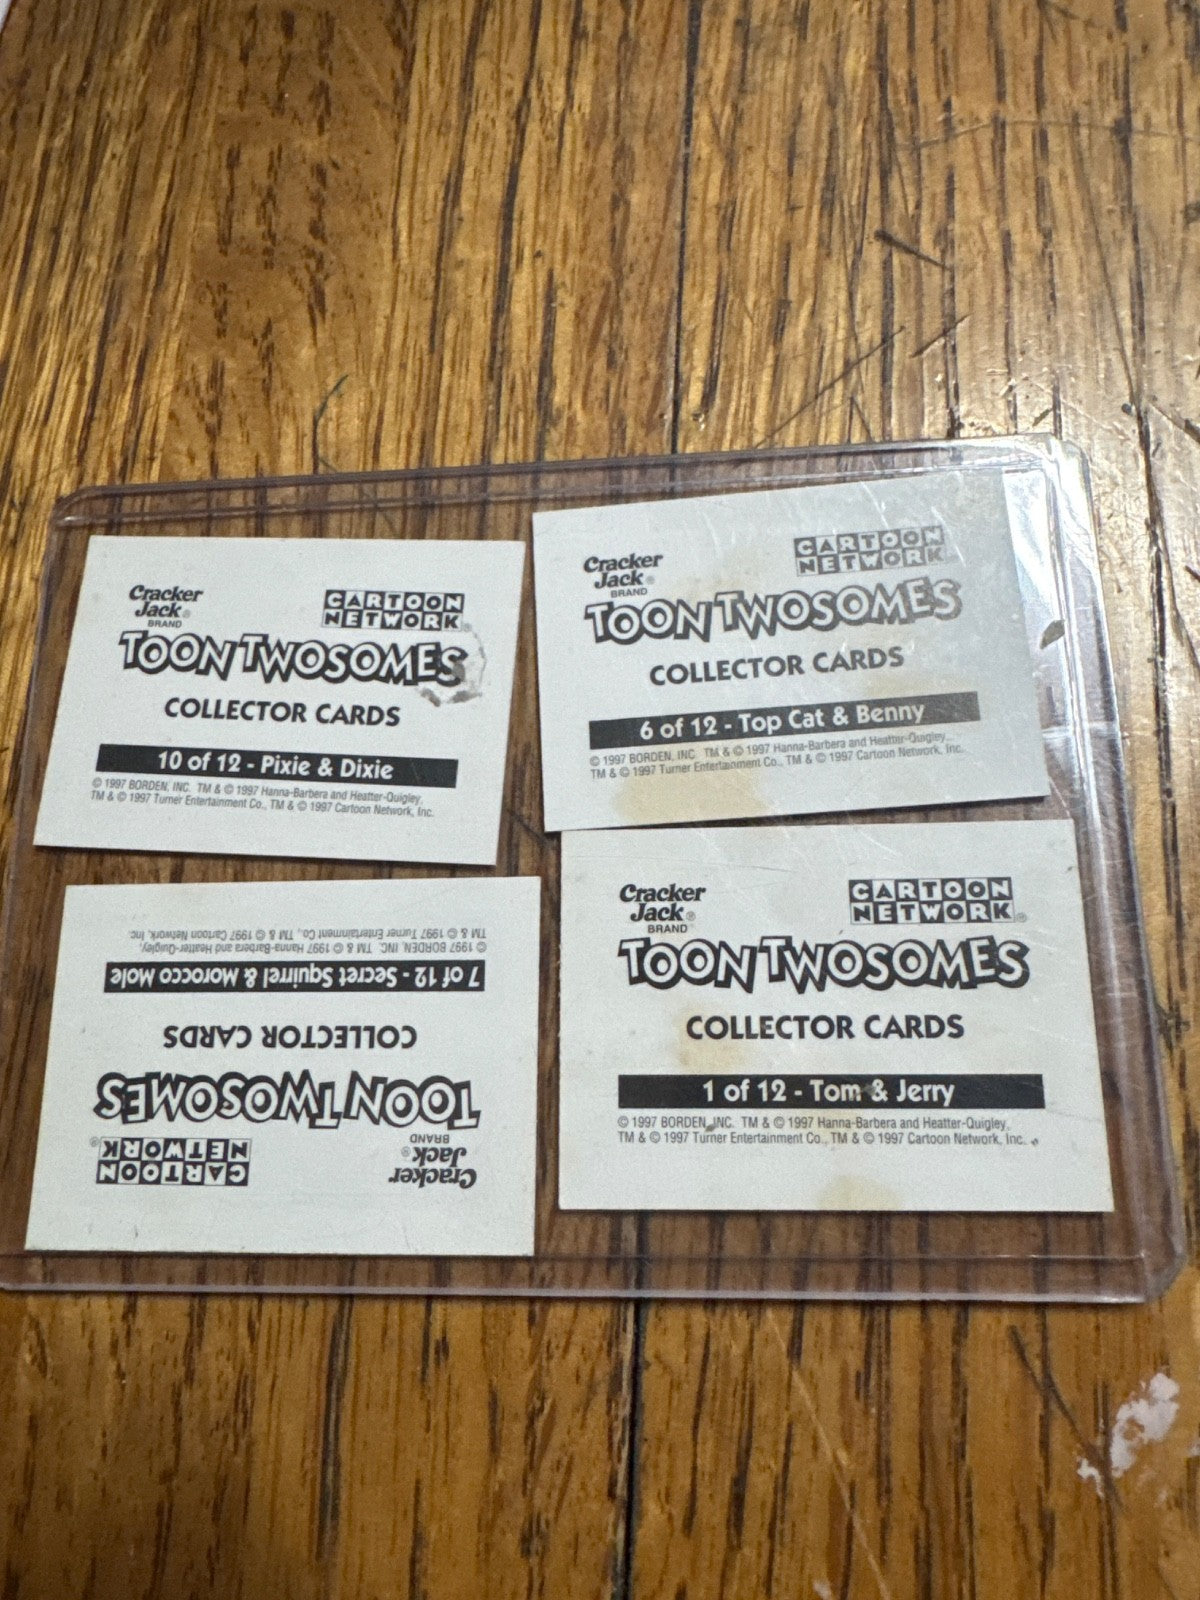 Cracker
Jack®
BRAND
CARTOON
NETWORK®
TOON TWOSOMES
COLLECTOR CARDS
10 of 12 - Pixie & Dixie
© 1997 BORDEN, INC. TM & © 1997 Hanna-Barbera and Heatter-Quigley,
TM & © 1997 Turner Entertainment Co., TM & © 1997 Cartoon Network, Inc.
Cracker
Jack®
BRAND
CARTOON
NETWORK
TOON TWOSOMES
COLLECTOR CARDS
6 of 12 - Top Cat & Benny
© 1997 BORDEN, INC. TM & © 1997 Hanna-Barbera and Heatter-Quigley,
TM & © 1997 Turner Entertainment Co., TM & © 1997 Cartoon Network, Inc.
Cracker
Jack®
BRAND
CARTOON
NETWORK®
TOON TWOSOMES
COLLECTOR CARDS
7 of 12 - Secret Squirrel & Morocco Mole
© 1997 BORDEN, INC. TM & © 1997 Hanna-Barbera and Heatter-Quigley,
TM & © 1997 Turner Entertainment Co., TM & © 1997 Cartoon Network, Inc.
Cracker
Jack®
BRAND
CARTOON
NETWORK®
TOON TWOSOMES
COLLECTOR CARDS
1 of 12 - Tom & Jerry
© 1997 BORDEN, INC. TM & © 1997 Hanna-Barbera and Heatter-Quigley,
TM & © 1997 Turner Entertainment Co., TM & © 1997 Cartoon Network, Inc.